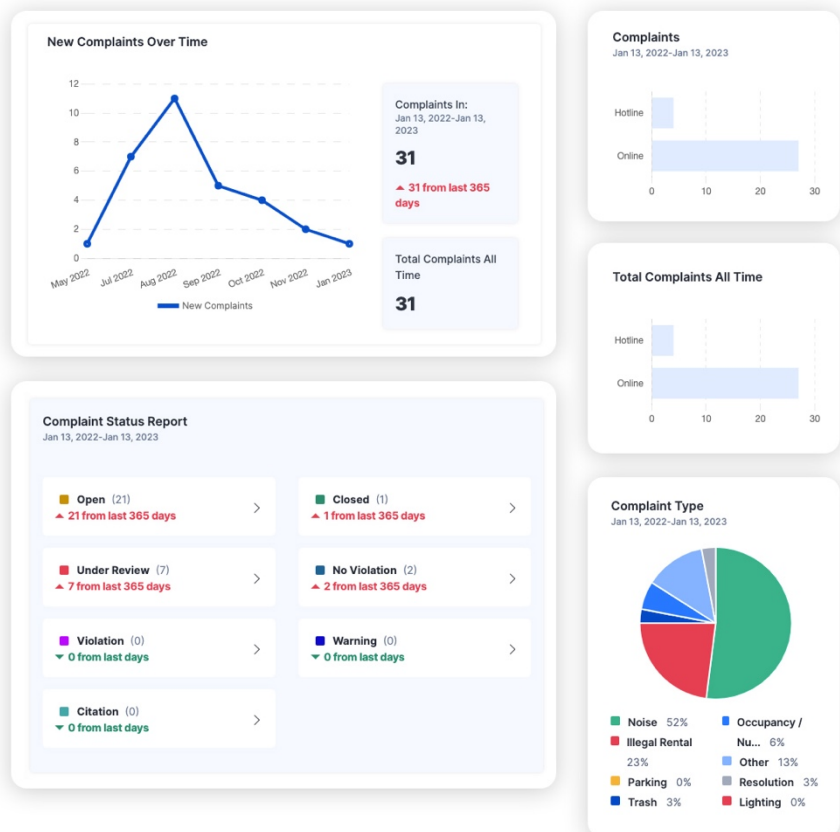 New Complaints Over Time
12
10
8
6
4
2
0
May 2022
Jul 2022
Aug 2022
Sep 2022
Oct 2022
Nov 2022
Jan 2023
New Complaints
Complaints In:
Jan 13, 2022-Jan 13,
2023
31
31 from last 365
days
Total Complaints All
Time
31
Complaints
Jan 13, 2022-Jan 13, 2023
Hotline
Online
0 10 20 30
Total Complaints All Time
Hotline
Online
0 10 20 30
Complaint Status Report
Jan 13, 2022-Jan 13, 2023
Open (21)
21 from last 365 days
Closed (1)
1 from last 365 days
Under Review (7)
7 from last 365 days
No Violation (2)
2 from last 365 days
Violation (0)
0 from last days
Warning (0)
0 from last days
Citation (0)
0 from last days
Complaint Type
Jan 13, 2022-Jan 13, 2023
Noise 52%
Illegal Rental
23%
Parking 0%
Trash 3%
Occupancy /
Nu... 6%
Other 13%
Resolution 3%
Lighting 0%